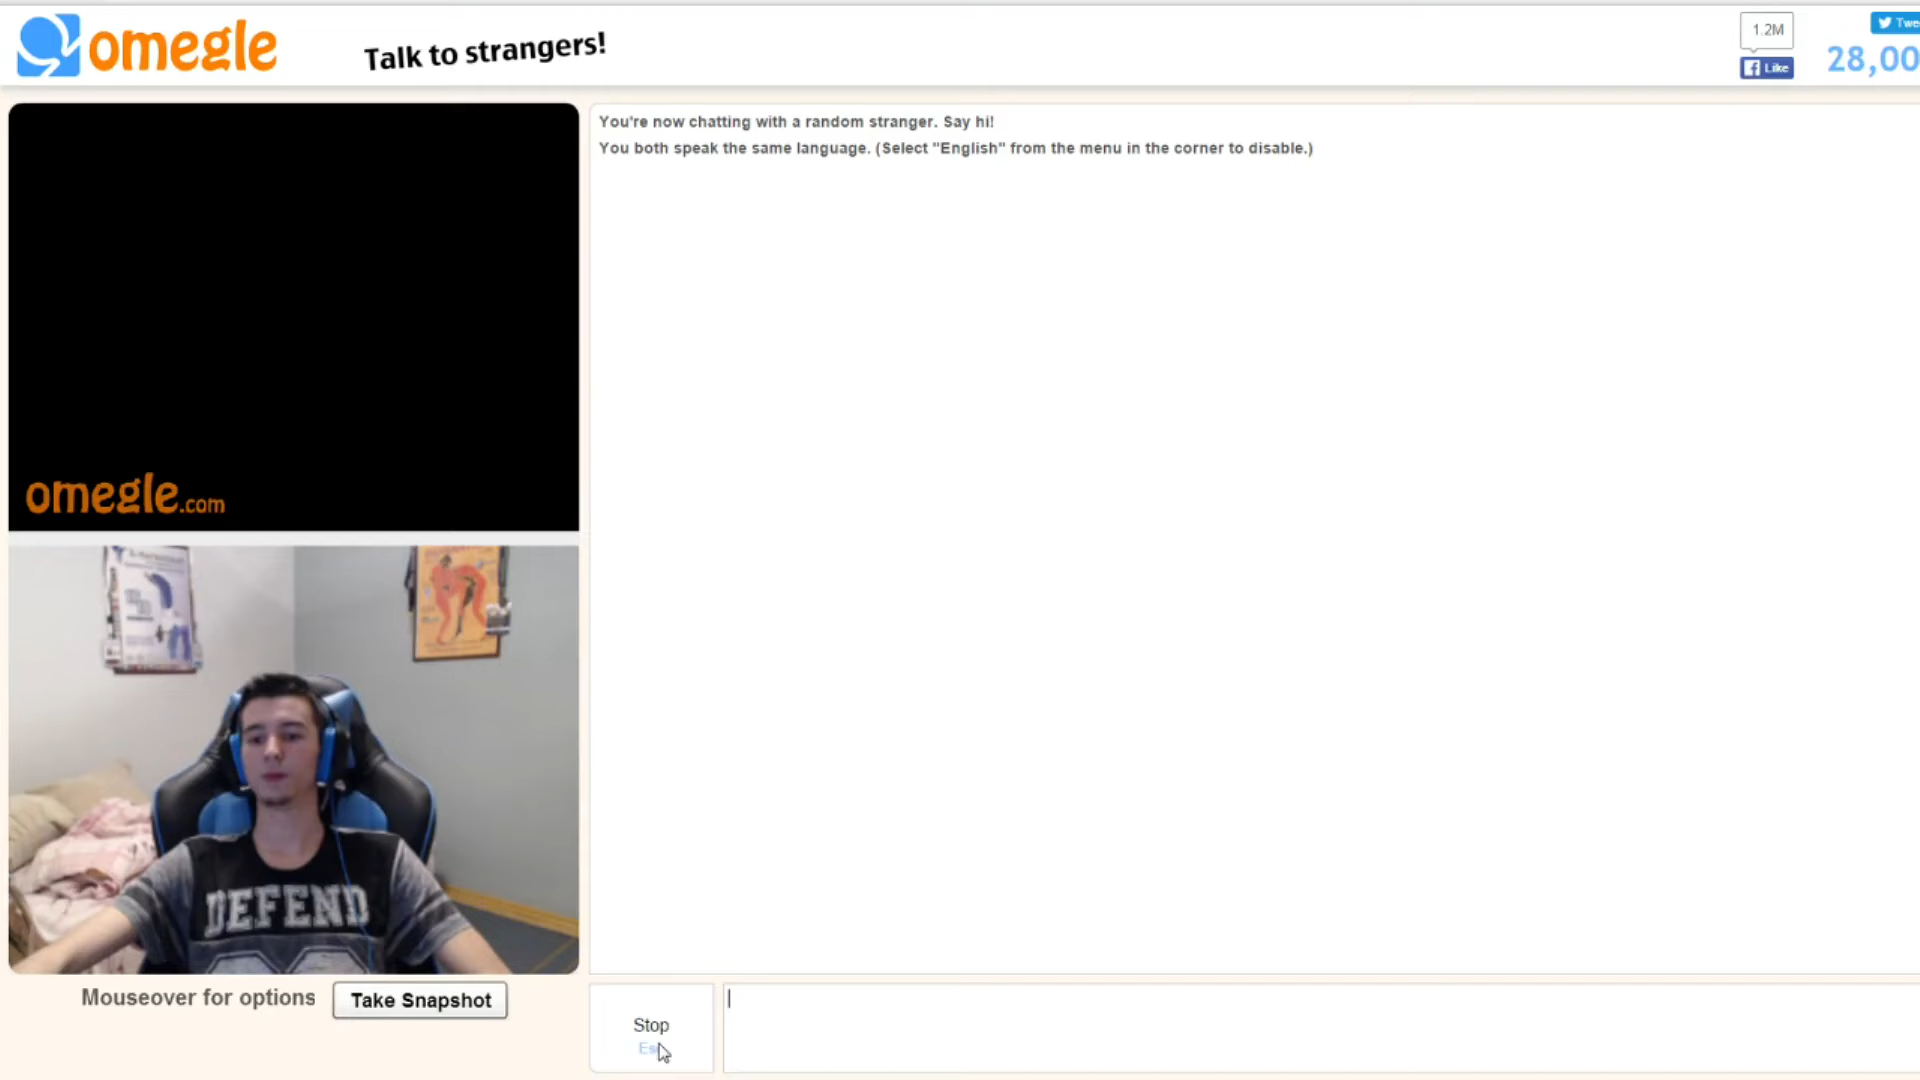 omegle
Talk to strangers!
1.2M
Like
Twe
28,00
You're now chatting with a random stranger. Say hi!
You both speak the same language. (Select "English" from the menu in the corner to disable.)
omegle.com
DEFEND
Mouseover for options
Take Snapshot
Stop
Es